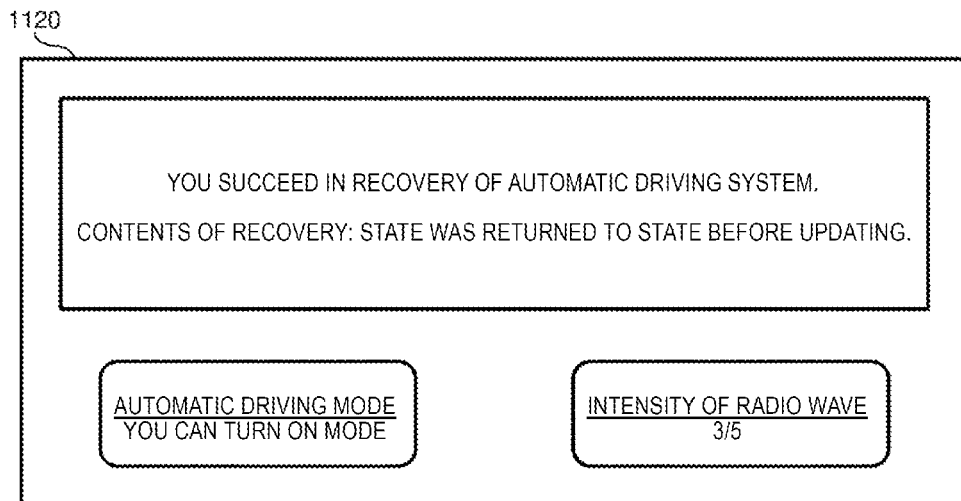 1120
YOU SUCCEED IN RECOVERY OF AUTOMATIC DRIVING SYSTEM.
CONTENTS OF RECOVERY: STATE WAS RETURNED TO STATE BEFORE UPDATING.
AUTOMATIC DRIVING MODE
YOU CAN TURN ON MODE
INTENSITY OF RADIO WAVE
3/5